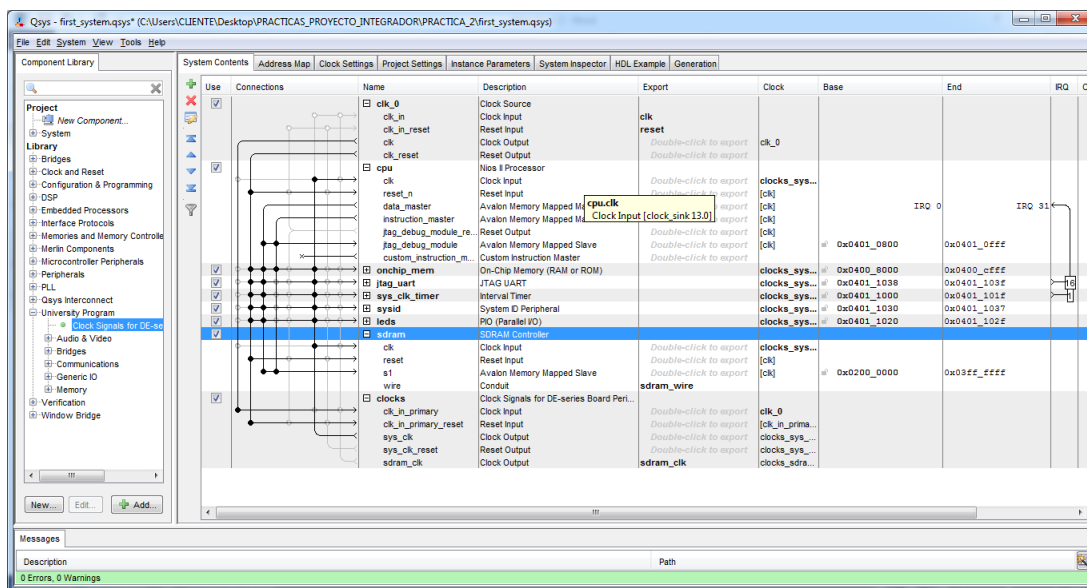 Qsys - first_system.qsys* (C:\Users\CLIENTE\Desktop\PRACTICAS_PROYECTO_INTEGRADOR\PRACTICA_2\first_system.qsys)
File Edit System View Tools Help
Component Library
Project
New Component...
System
Library
Bridges
Clock and Reset
Configuration & Programming
DSP
Embedded Processors
Interface Protocols
Memories and Memory Controlle
Merlin Components
Microcontroller Peripherals
Peripherals
PLL
Qsys Interconnect
University Program
Clock Signals for DE-se
Audio & Video
Bridges
Communications
Generic IO
Memory
Verification
Window Bridge
New... Edit... Add...
System Contents Address Map Clock Settings Project Settings Instance Parameters System Inspector HDL Example Generation
Use Connections Name Description Export Clock Base End IRQ
clk_0 Clock Source
clk_in Clock Input clk
clk_in_reset Reset Input reset
clk Clock Output Double-click to export clk_0
clk_reset Reset Output Double-click to export
cpu Nios II Processor
clk Clock Input Double-click to export clocks_sys...
reset_n Reset Input Double-click to export [clk]
data_master Avalon Memory Mapped Ma export [clk] IRQ 0 IRQ 31
instruction_master Avalon Memory Mapped Ma export [clk]
jtag_debug_module_re... Reset Output Double-click to export [clk]
jtag_debug_module Avalon Memory Mapped Slave Double-click to export [clk] 0x0401_0800 0x0401_0fff
custom_instruction_m... Custom Instruction Master Double-click to export
cpu.clk
Clock Input [clock_sink 13.0]
onchip_mem On-Chip Memory (RAM or ROM) clocks_sys... 0x0400_8000 0x0400_cfff
jtag_uart JTAG UART clocks_sys... 0x0401_1038 0x0401_103f 16
sys_clk_timer Interval Timer clocks_sys... 0x0401_1000 0x0401_101f 1
sysid System ID Peripheral clocks_sys... 0x0401_1030 0x0401_1037
leds PIO (Parallel I/O) clocks_sys... 0x0401_1020 0x0401_102f
sdram SDRAM Controller
clk Clock Input Double-click to export clocks_sys...
reset Reset Input Double-click to export [clk]
s1 Avalon Memory Mapped Slave Double-click to export [clk] 0x0200_0000 0x03ff_ffff
wire Conduit sdram_wire
clocks Clock Signals for DE-series Board Peri...
clk_in_primary Clock Input Double-click to export clk_0
clk_in_primary_reset Reset Input Double-click to export [clk_in_prima...
sys_clk Clock Output Double-click to export clocks_sys_...
sys_clk_reset Reset Output Double-click to export clocks_sys_...
sdram_clk Clock Output sdram_clk clocks_sdra...
Messages
Description Path
0 Errors, 0 Warnings